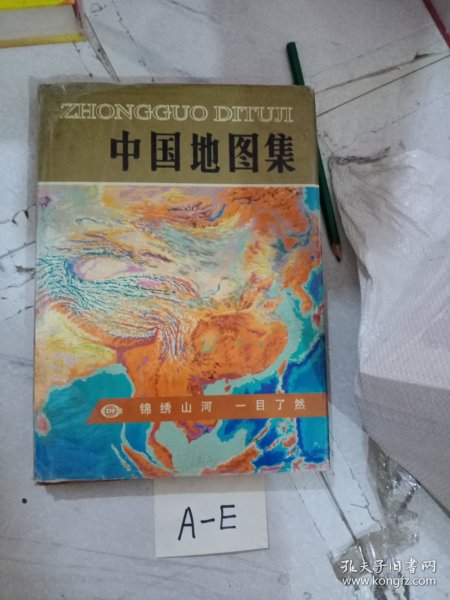 ZHONGGUO DITUJI
中国地图集
锦绣山河 一目了然
A-E
孔夫子旧书网
www.kongfz.com